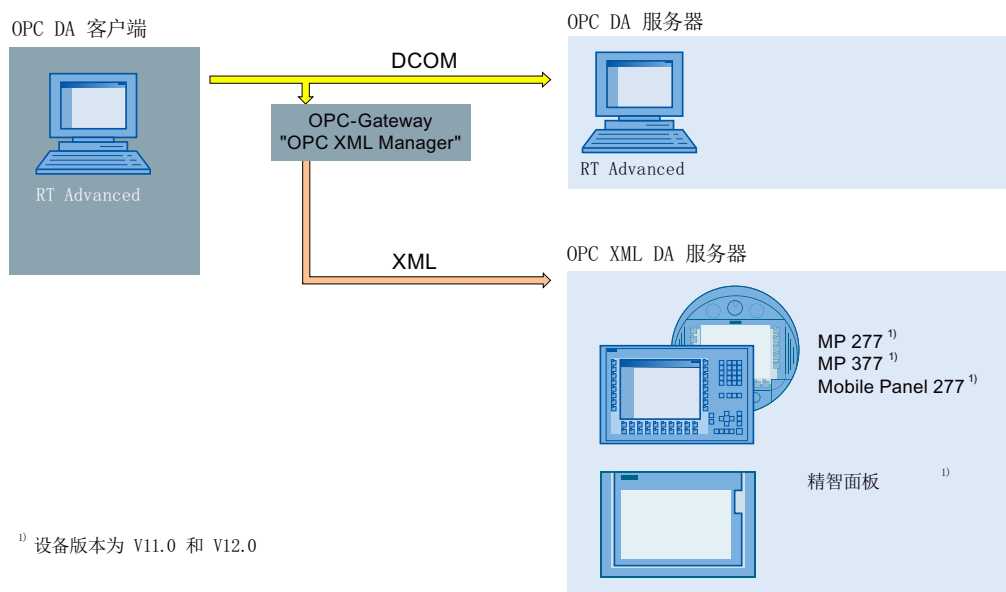 OPC DA 客户端
OPC DA 服务器
DCOM
OPC-Gateway
"OPC XML Manager"
RT Advanced
RT Advanced
OPC XML DA 服务器
XML
MP 277 1)
MP 377 1)
Mobile Panel 277 1)
精智面板 1)
1) 设备版本为 V11.0 和 V12.0